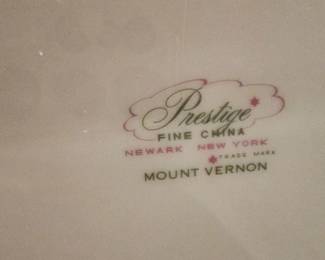 Prestige
FINE CHINA
NEWARK NEW YORK
TRADE MARK
MOUNT VERNON